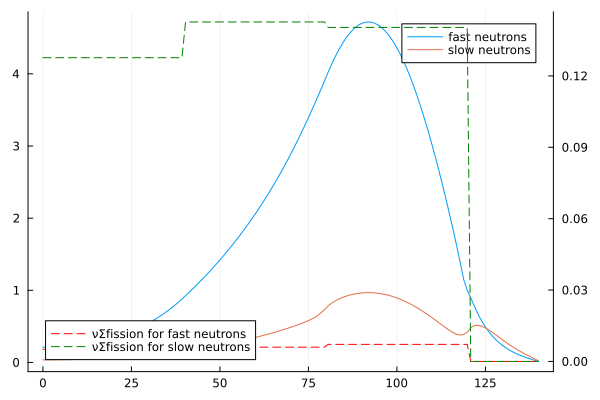 fast neutrons
slow neutrons
4
3
2
1
0
0.12
0.09
0.06
0.03
0.00
νΣfission for fast neutrons
νΣfission for slow neutrons
0 25 50 75 100 125